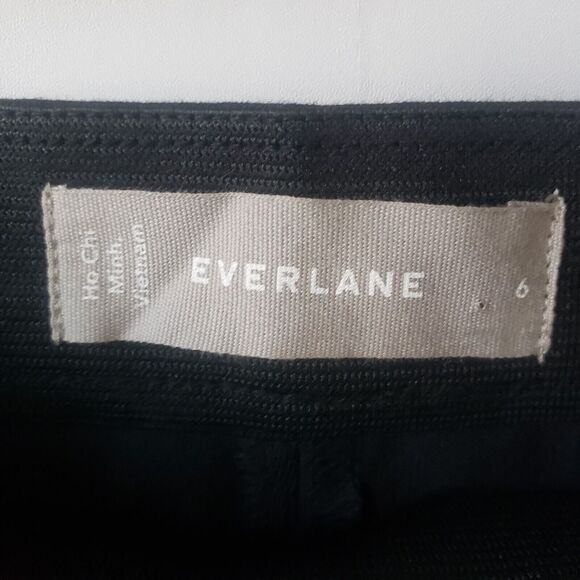 Ho Chi
Minh,
Vietnam
EVERLANE
6